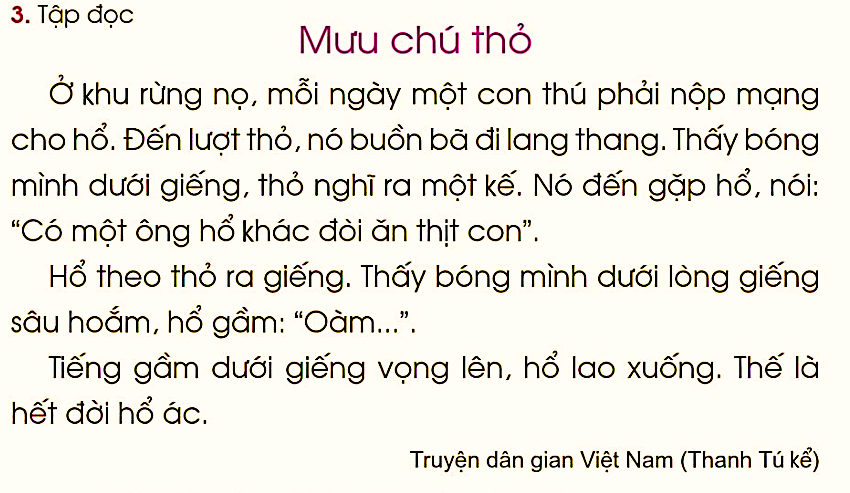 3. Tập đọc
Mưu chú thỏ
Ở khu rừng nọ, mỗi ngày một con thú phải nộp mạng
cho hổ. Đến lượt thỏ, nó buồn bã đi lang thang. Thấy bóng
mình dưới giếng, thỏ nghĩ ra một kế. Nó đến gặp hổ, nói:
“Có một ông hổ khác đòi ăn thịt con”.
Hổ theo thỏ ra giếng. Thấy bóng mình dưới lòng giếng
sâu hoắm, hổ gầm: “Oàm...”.
Tiếng gầm dưới giếng vọng lên, hổ lao xuống. Thế là
hết đời hổ ác.
Truyện dân gian Việt Nam (Thanh Tú kể)